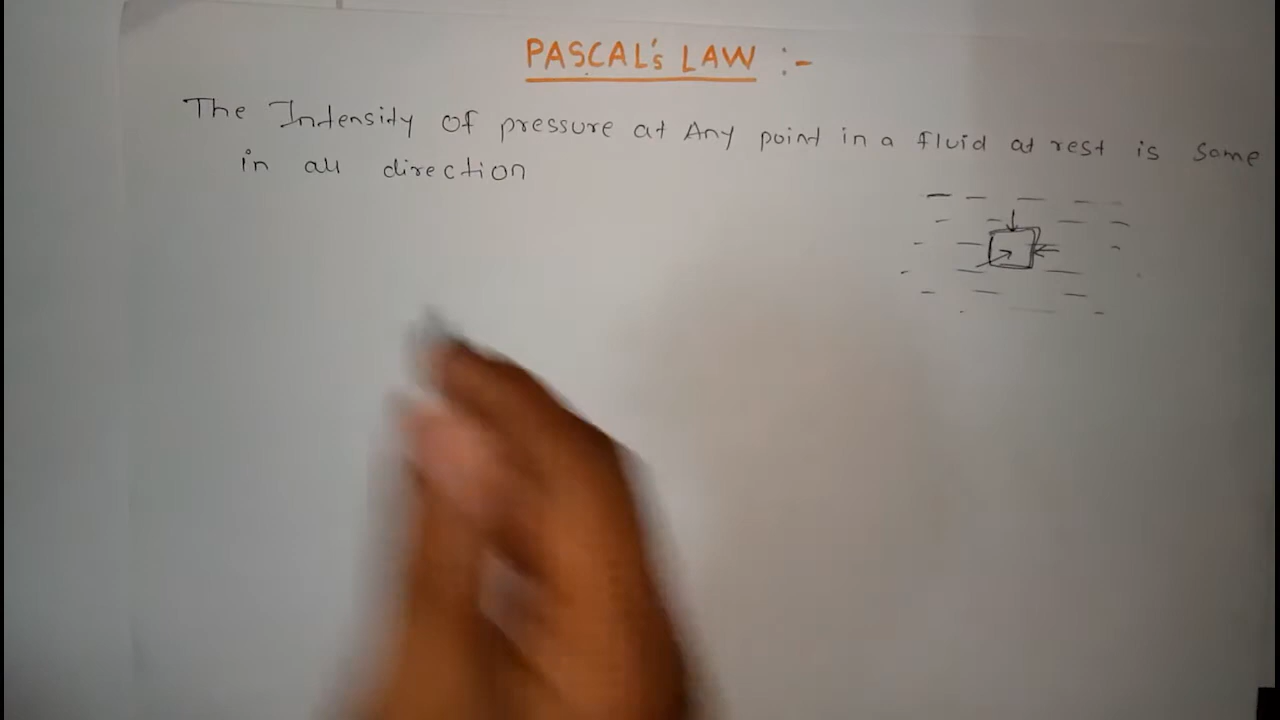 PASCAL's LAW :-
The Intensity of pressure at Any point in a fluid at rest is same
in all direction